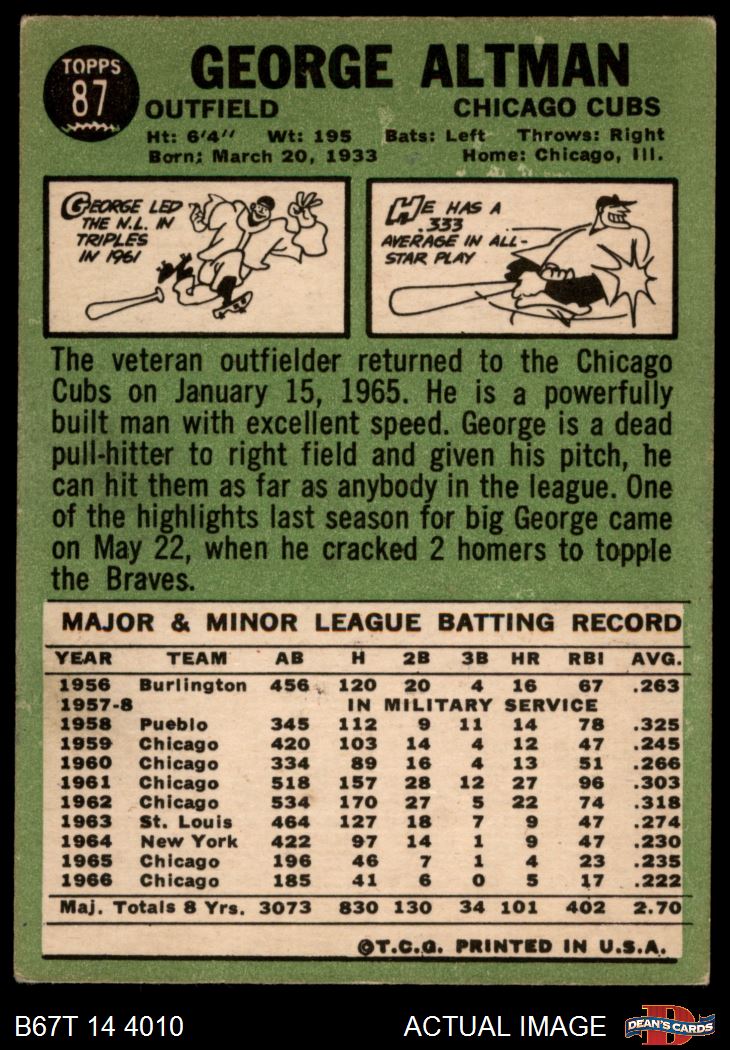 TOPPS
87
GEORGE ALTMAN
OUTFIELD CHICAGO CUBS
Ht: 6'4" Wt: 195 Bats: Left Throws: Right
Born; March 20, 1933 Home: Chicago, Ill.
GEORGE LED
THE N.L. IN
TRIPLES
IN 1961
HE HAS A
.333
AVERAGE IN ALL-
STAR PLAY
The veteran outfielder returned to the Chicago
Cubs on January 15, 1965. He is a powerfully
built man with excellent speed. George is a dead
pull-hitter to right field and given his pitch, he
can hit them as far as anybody in the league. One
of the highlights last season for big George came
on May 22, when he cracked 2 homers to topple
the Braves.
MAJOR & MINOR LEAGUE BATTING RECORD
YEAR TEAM AB H 2B 3B HR RBI AVG.
1956 Burlington 456 120 20 4 16 67 .263
1957-8 IN MILITARY SERVICE
1958 Pueblo 345 112 9 11 14 78 .325
1959 Chicago 420 103 14 4 12 47 .245
1960 Chicago 334 89 16 4 13 51 .266
1961 Chicago 518 157 28 12 27 96 .303
1962 Chicago 534 170 27 5 22 74 .318
1963 St. Louis 464 127 18 7 9 47 .274
1964 New York 422 97 14 1 9 47 .230
1965 Chicago 196 46 7 1 4 23 .235
1966 Chicago 185 41 6 0 5 17 .222
Maj. Totals 8 Yrs. 3073 830 130 34 101 402 2.70
©T.C.G. PRINTED IN U.S.A.
B67T 14 4010 ACTUAL IMAGE
D
DEAN'S CARDS